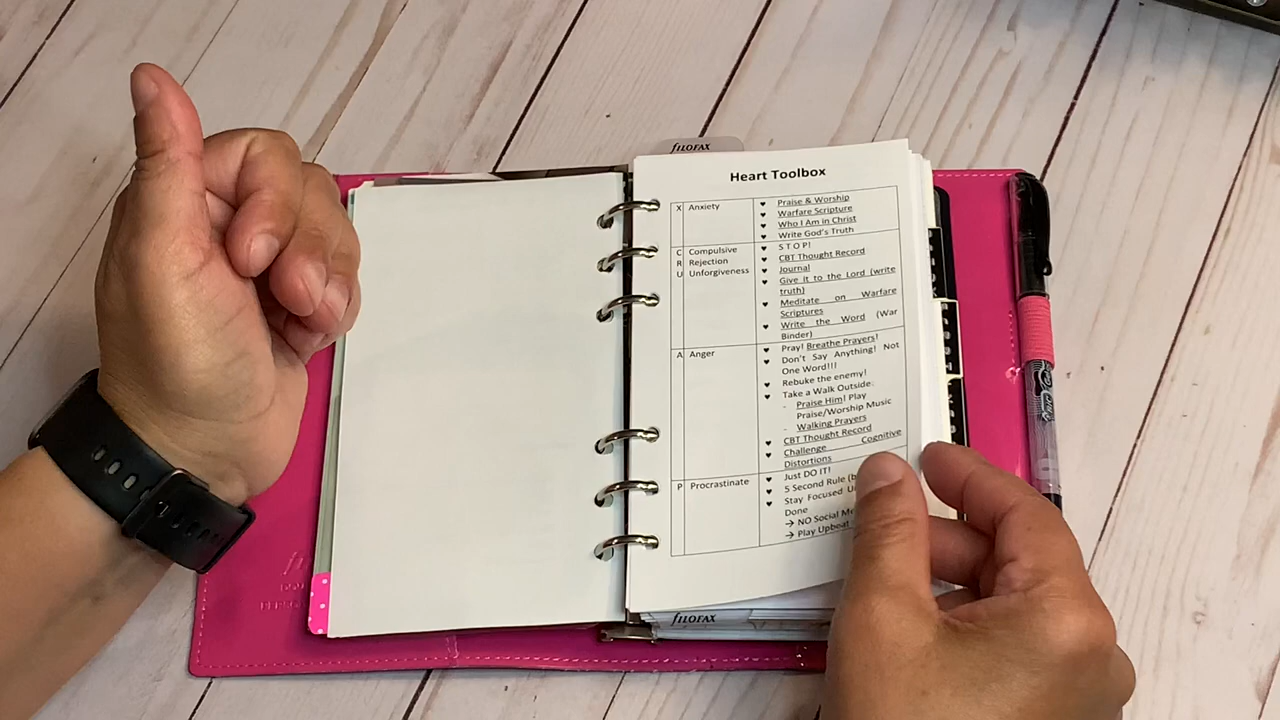 FILOFAX
Heart Toolbox
X Anxiety
♥ Praise & Worship
♥ Warfare Scripture
♥ Who I Am in Christ
♥ Write God's Truth
C Compulsive
R Rejection
U Unforgiveness
♥ S T O P!
♥ CBT Thought Record
♥ Journal
♥ Give it to the Lord (write
truth)
♥ Meditate on Warfare
Scriptures
♥ Write the Word (War
Binder)
A Anger
♥ Pray! Breathe Prayers!
♥ Don't Say Anything! Not
One Word!!!
♥ Rebuke the enemy!
♥ Take a Walk Outside.
- Praise Him! Play
Praise/Worship Music
- Walking Prayers
♥ CBT Thought Record
♥ Challenge Cognitive
Distortions
P Procrastinate
♥ Just DO IT!
♥ 5 Second Rule
♥ Stay Focused
Done
→ NO Social
→ Play Upbeat
FILOFAX